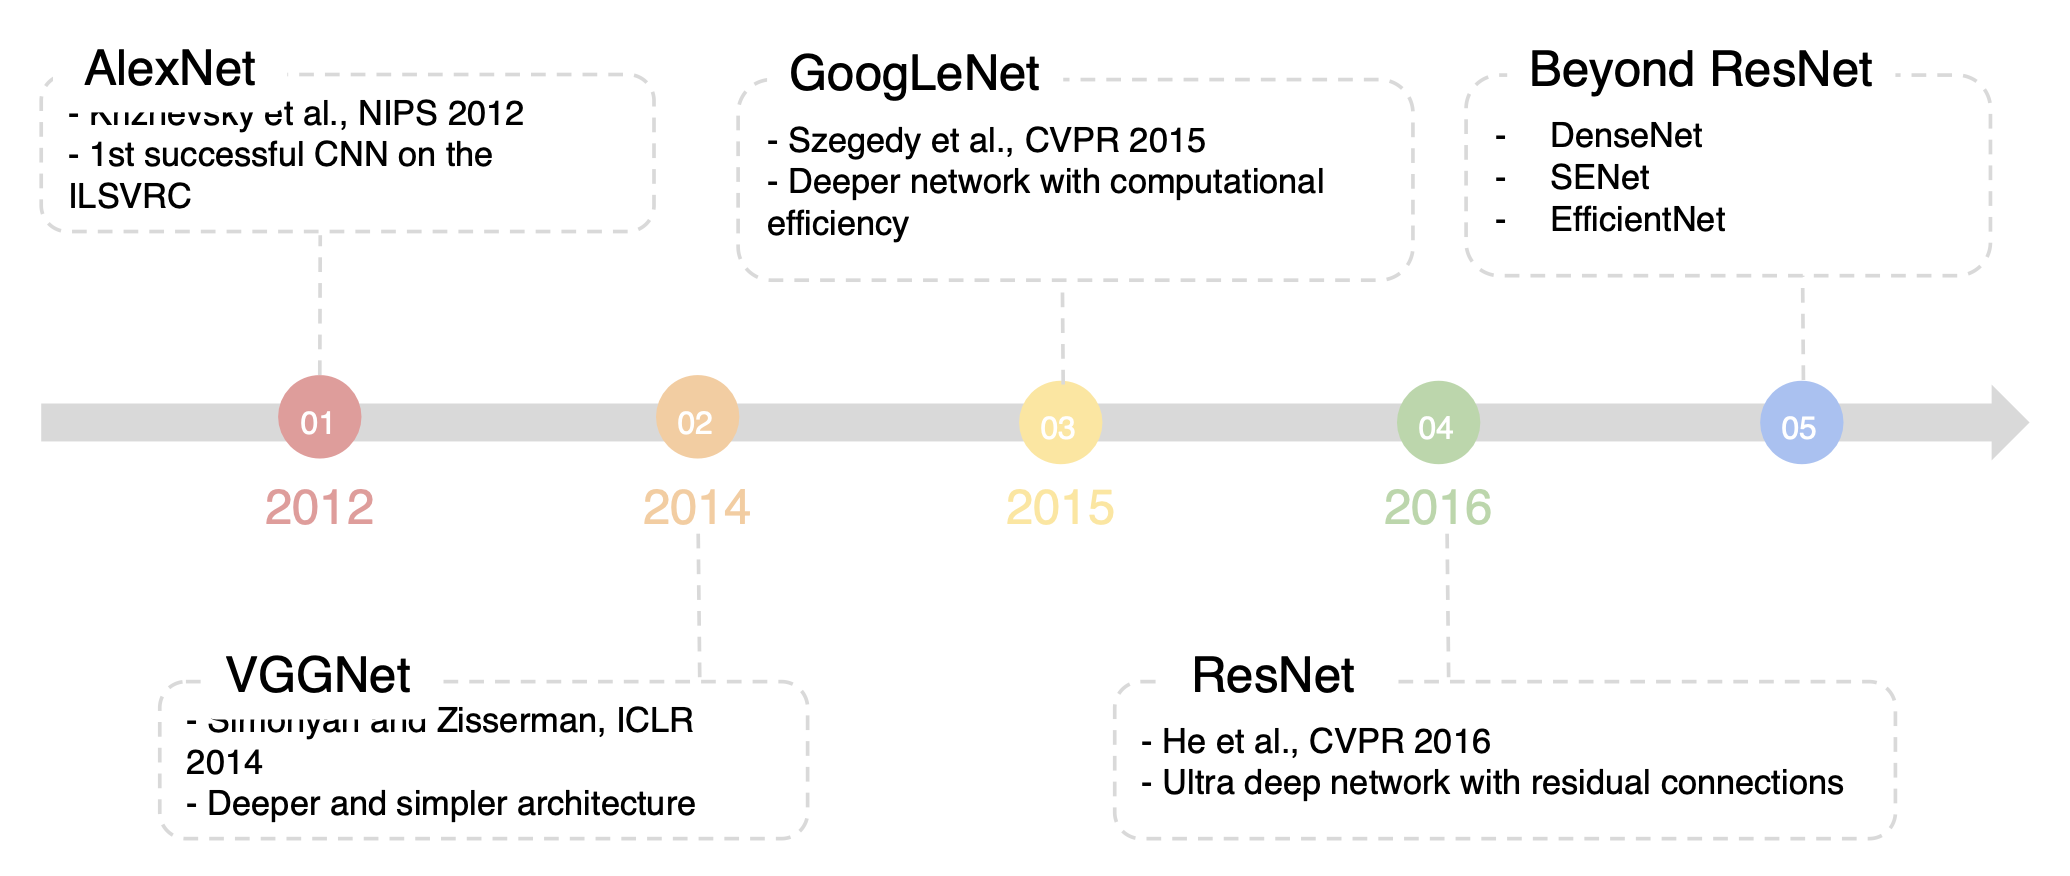 AlexNet
- Krizhevsky et al., NIPS 2012
- 1st successful CNN on the
ILSVRC
GoogLeNet
- Szegedy et al., CVPR 2015
- Deeper network with computational
efficiency
Beyond ResNet
- DenseNet
- SENet
- EfficientNet
01
02
03
04
05
2012
2014
2015
2016
VGGNet
- Simonyan and Zisserman, ICLR
2014
- Deeper and simpler architecture
ResNet
- He et al., CVPR 2016
- Ultra deep network with residual connections